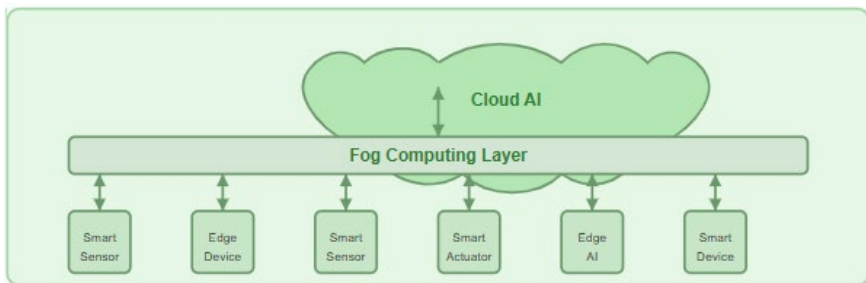 Cloud AI
Fog Computing Layer
Smart
Sensor
Edge
Device
Smart
Sensor
Smart
Actuator
Edge
AI
Smart
Device